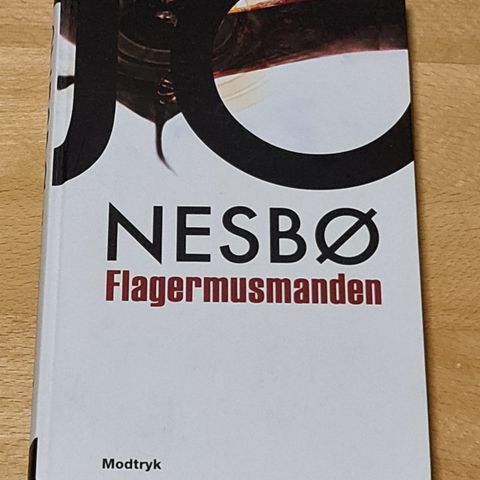 JO
NESBØ
Flagermusmanden
Modtryk